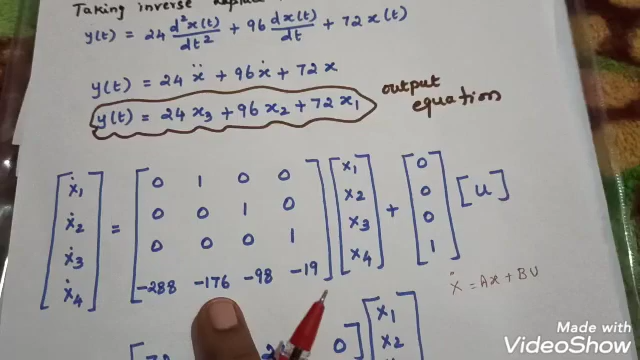 Taking inverse
y(t) = 24 d²x(t)/dt² + 96 dx(t)/dt + 72 x(t)
y(t) = 24 ẍ + 96 ẋ + 72 x
y(t) = 24 x₃ + 96 x₂ + 72 x₁
output
equation
[ẋ₁ ẋ₂ ẋ₃ ẋ₄] = [0 1 0 0
0 0 1 0
0 0 0 1
-288 -176 -98 -19] [x₁ x₂ x₃ x₄] + [0 0 0 1] [u]
Ẋ = AX + BU
0] [x₁
x₂
Made with
VideoShow